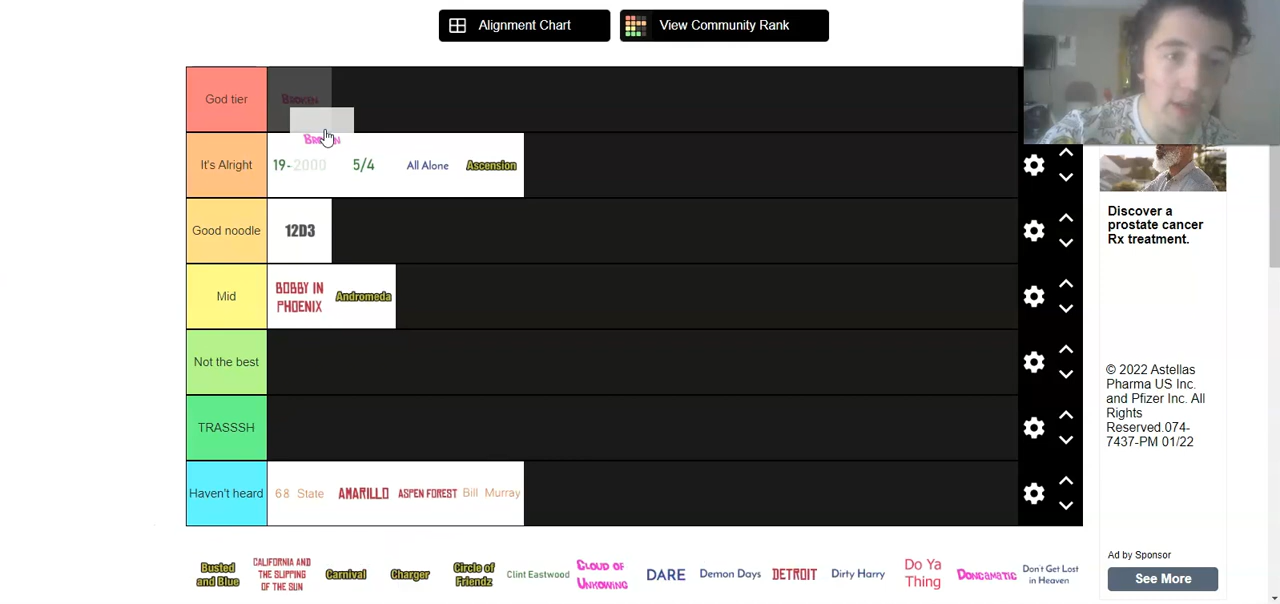 Alignment Chart
View Community Rank
God tier
Broken
It's Alright
19-2000
5/4
All Alone
Ascension
Good noodle
12D3
Mid
BOBBY IN
PHOENIX
Andromeda
Not the best
TRASSSH
Haven't heard
68 State
AMARILLO
ASPEN FOREST
Bill Murray
Busted
and Blue
CALIFORNIA AND
THE SLIPPING
OF THE SUN
Carnival
Charger
Circle of
Friendz
Clint Eastwood
Cloud of
Unknowing
DARE
Demon Days
DETROIT
Dirty Harry
Do Ya
Thing
Doncamatic
Don't Get Lost
in Heaven
Discover a
prostate cancer
Rx treatment.
© 2022 Astellas
Pharma US Inc.
and Pfizer Inc. All
Rights
Reserved.074-
7437-PM 01/22
Ad by Sponsor
See More